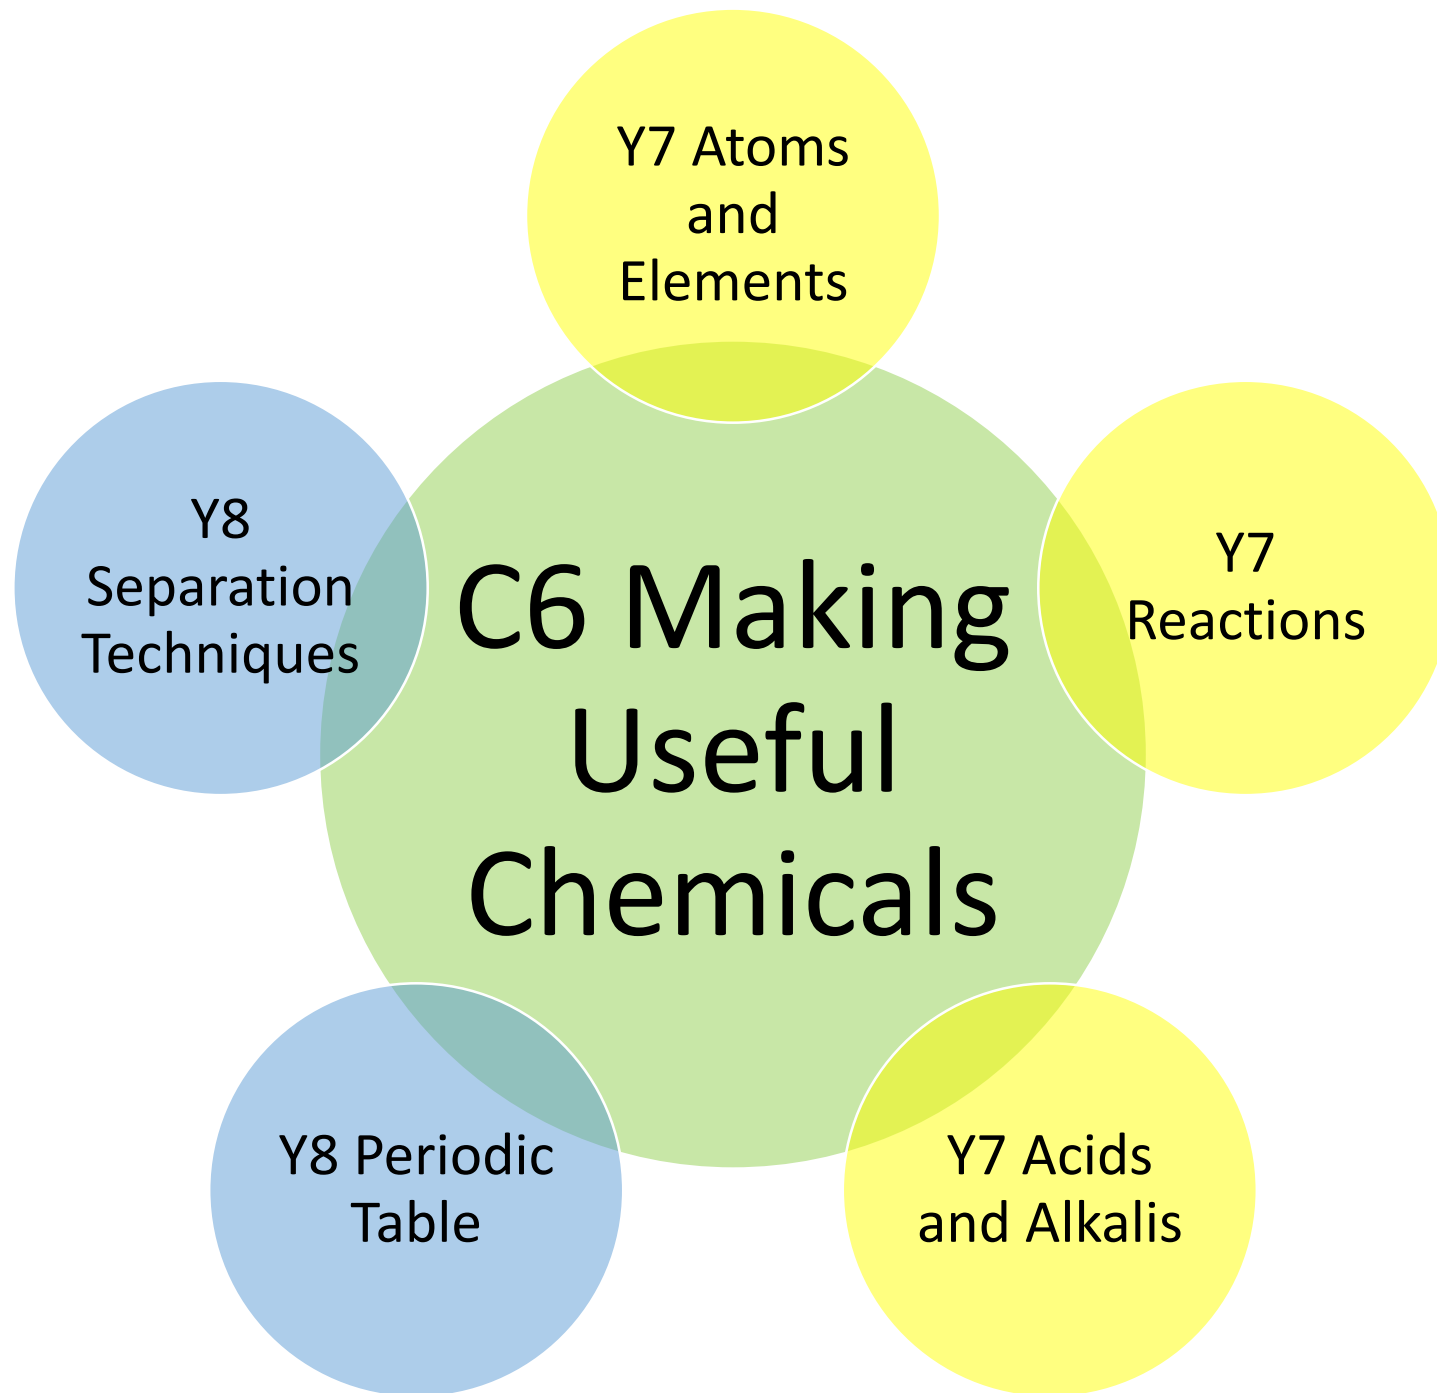 Y7 Atoms
and
Elements
Y7
Reactions
Y7 Acids
and Alkalis
Y8 Periodic
Table
Y8
Separation
Techniques
C6 Making
Useful
Chemicals